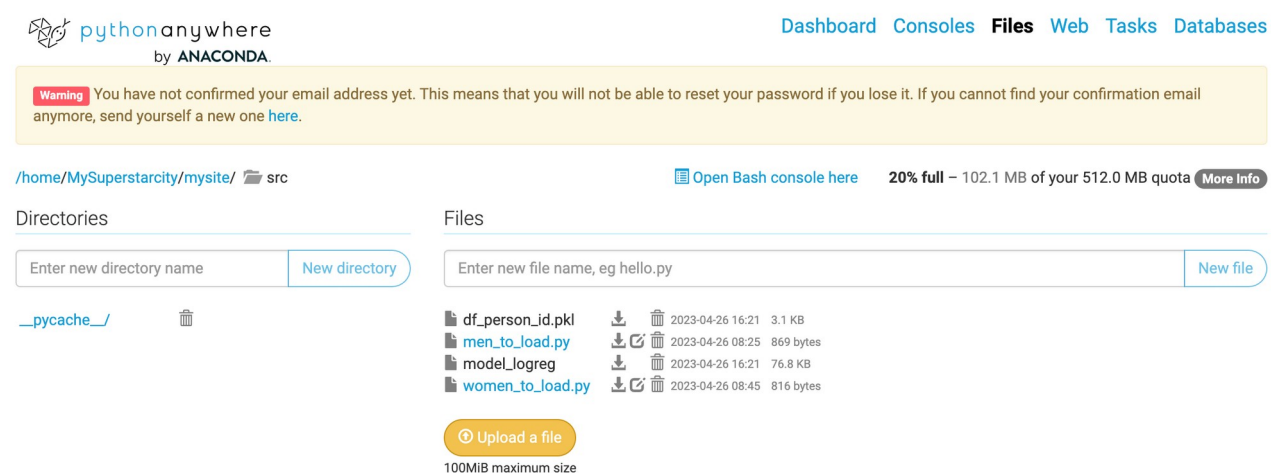 pythonanywhere
by ANACONDA.
Dashboard Consoles Files Web Tasks Databases
Warning You have not confirmed your email address yet. This means that you will not be able to reset your password if you lose it. If you cannot find your confirmation email
anymore, send yourself a new one here.
/home/MySuperstarcity/mysite/ src
Open Bash console here 20% full – 102.1 MB of your 512.0 MB quota More Info
Directories
Enter new directory name New directory
__pycache__/
Files
Enter new file name, eg hello.py New file
df_person_id.pkl 2023-04-26 16:21 3.1 KB
men_to_load.py 2023-04-26 08:25 869 bytes
model_logreg 2023-04-26 16:21 76.8 KB
women_to_load.py 2023-04-26 08:45 816 bytes
Upload a file
100MiB maximum size